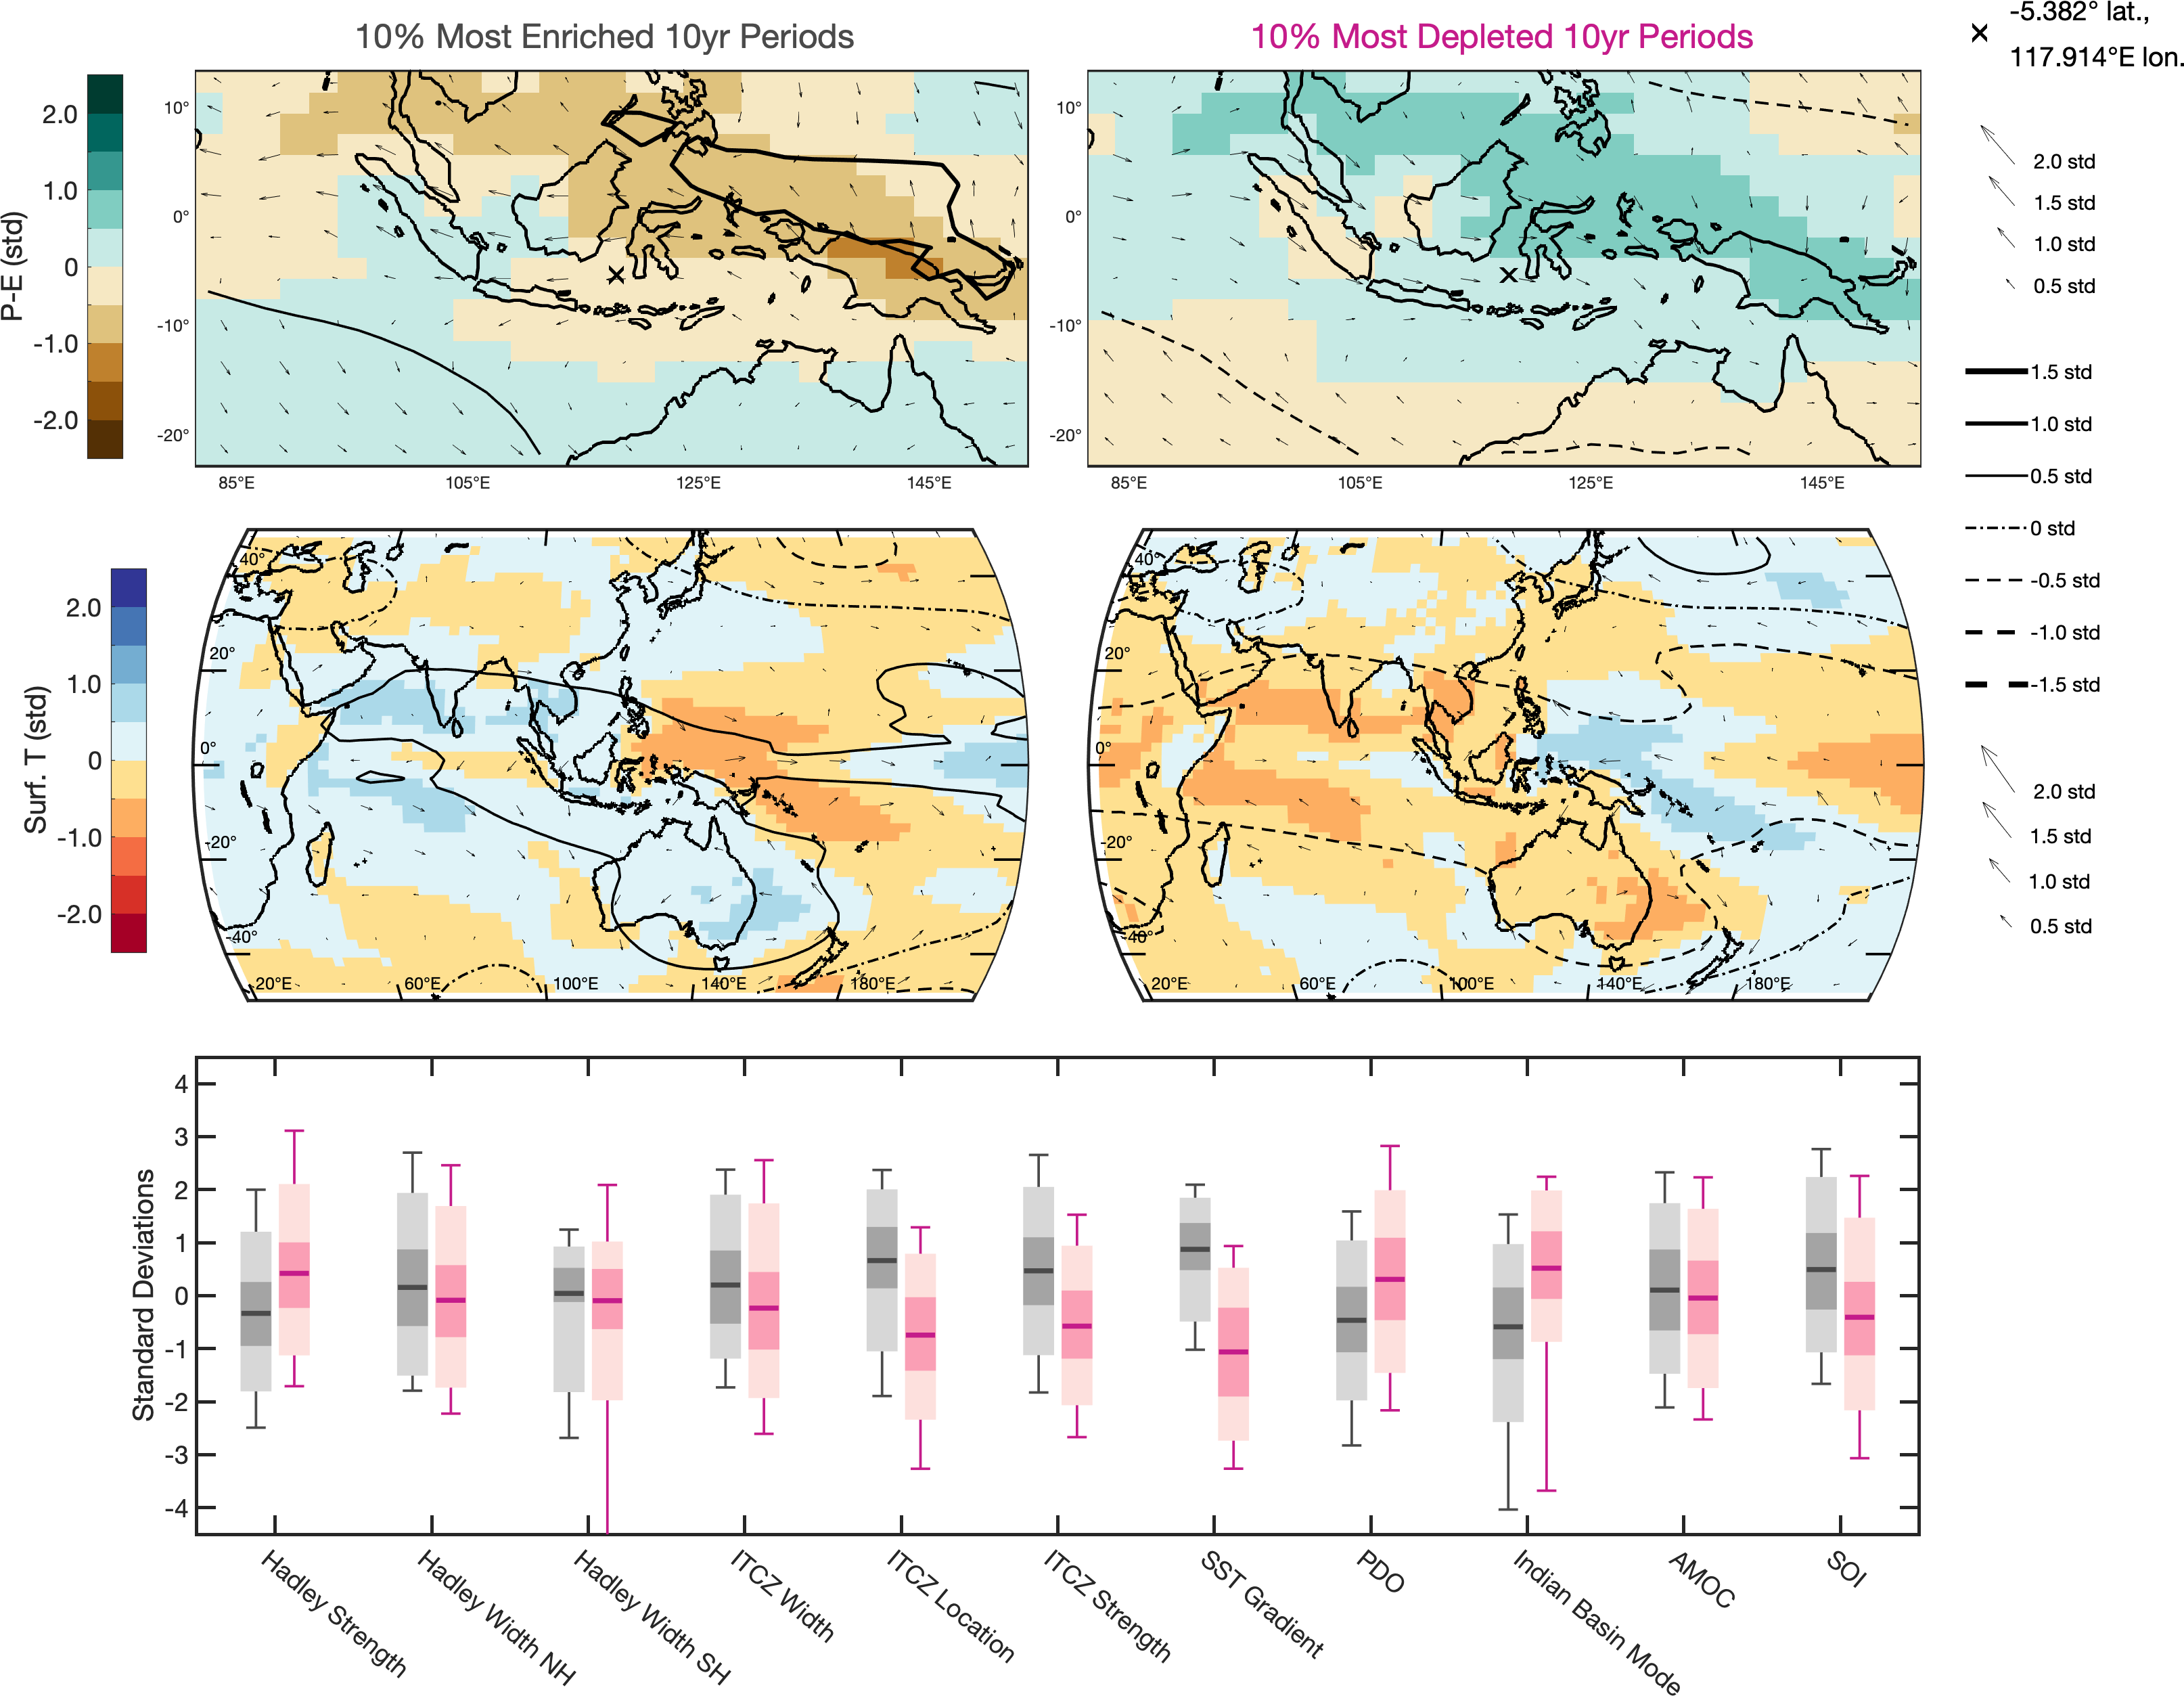 10% Most Enriched 10yr Periods
10% Most Depleted 10yr Periods
-5.382° lat.,
117.914°E lon.
P-E (std)
2.0
1.0
0
-1.0
-2.0
10°
0°
-10°
-20°
85°E
105°E
125°E
145°E
10°
0°
-10°
-20°
85°E
105°E
125°E
145°E
2.0 std
1.5 std
1.0 std
0.5 std
1.5 std
1.0 std
0.5 std
0 std
-0.5 std
-1.0 std
-1.5 std
Surf. T (std)
2.0
1.0
0
-1.0
-2.0
40°
20°
0°
-20°
-40°
20°E
60°E
100°E
140°E
180°E
40°
20°
0°
-20°
-40°
20°E
60°E
100°E
140°E
180°E
2.0 std
1.5 std
1.0 std
0.5 std
Standard Deviations
4
3
2
1
0
-1
-2
-3
-4
Hadley Strength
Hadley Width NH
Hadley Width SH
ITCZ Width
ITCZ Location
ITCZ Strength
SST Gradient
PDO
Indian Basin Mode
AMOC
SOI